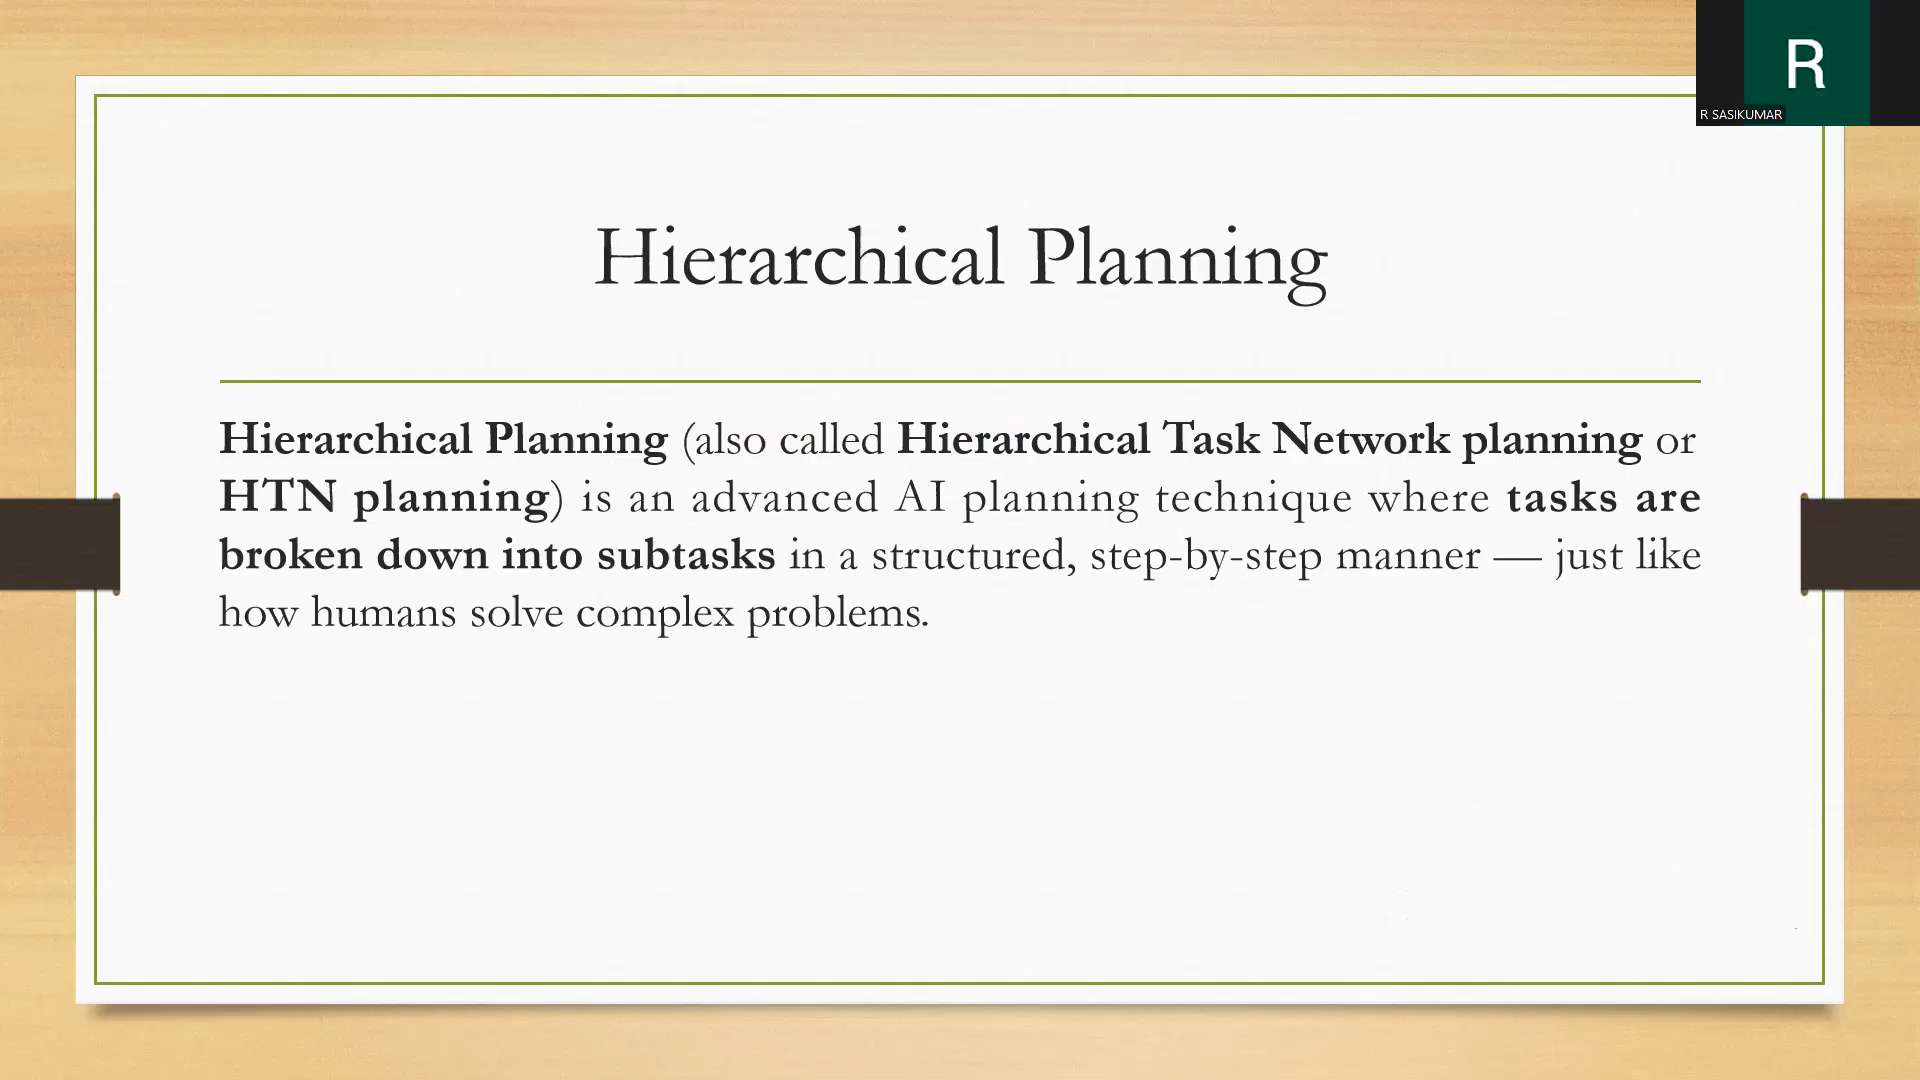 R
R SASIKUMAR
Hierarchical Planning
Hierarchical Planning (also called Hierarchical Task Network planning or
HTN planning) is an advanced AI planning technique where tasks are
broken down into subtasks in a structured, step-by-step manner — just like
how humans solve complex problems.